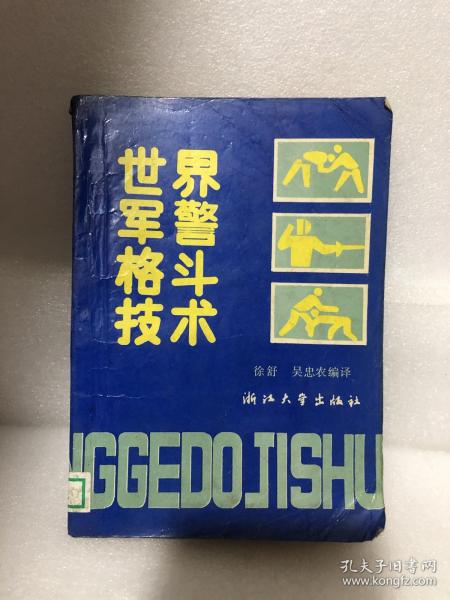 世界
军警
格斗
技术
徐舒 吴忠农编译
浙江大学出版社
NGGEDOJISHU
孔夫子旧书网
www.kongfz.com